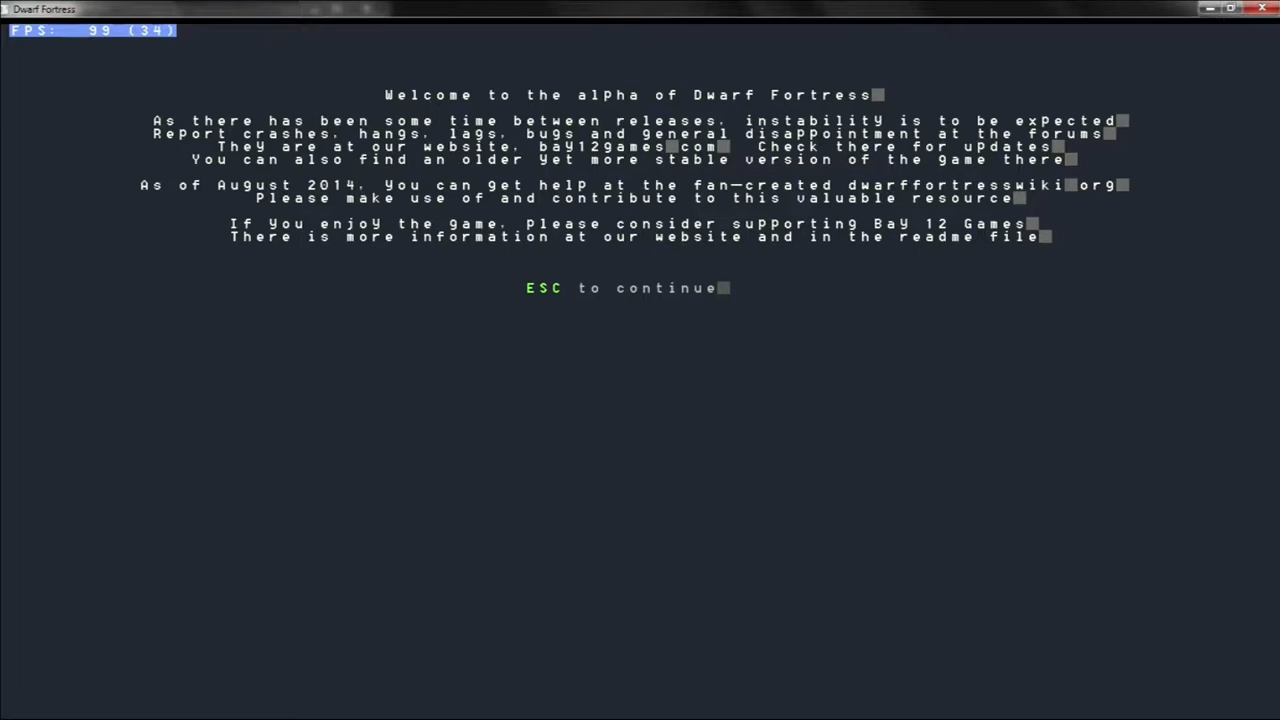 Dwarf Fortress
FPS: 99 (34)
Welcome to the alpha of Dwarf Fortress■
As there has been some time between releases, instability is to be expected■
Report crashes, hangs, lags, bugs and general disappointment at the forums■
They are at our website, bay12games■com■ Check there for updates■
You can also find an older yet more stable version of the game there■
As of August 2014, you can get help at the fan-created dwarffortresswiki■org■
Please make use of and contribute to this valuable resource■
If you enjoy the game, please consider supporting Bay 12 Games■
There is more information at our website and in the readme file■
ESC to continue■